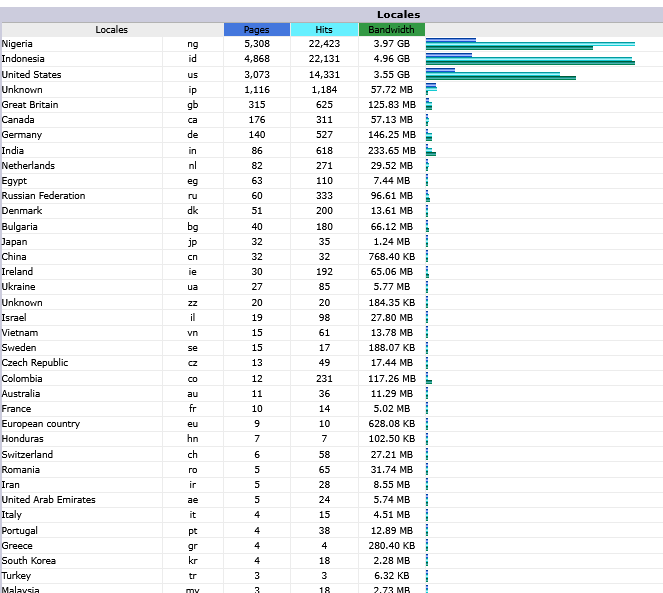 Locales
Locales Pages Hits Bandwidth
Nigeria ng 5,308 22,423 3.97 GB
Indonesia id 4,868 22,131 4.96 GB
United States us 3,073 14,331 3.55 GB
Unknown ip 1,116 1,184 57.72 MB
Great Britain gb 315 625 125.83 MB
Canada ca 176 311 57.13 MB
Germany de 140 527 146.25 MB
India in 86 618 233.65 MB
Netherlands nl 82 271 29.52 MB
Egypt eg 63 110 7.44 MB
Russian Federation ru 60 333 96.61 MB
Denmark dk 51 200 13.61 MB
Bulgaria bg 40 180 66.12 MB
Japan jp 32 35 1.24 MB
China cn 32 32 768.40 KB
Ireland ie 30 192 65.06 MB
Ukraine ua 27 85 5.77 MB
Unknown zz 20 20 184.35 KB
Israel il 19 98 27.80 MB
Vietnam vn 15 61 13.78 MB
Sweden se 15 17 188.07 KB
Czech Republic cz 13 49 17.44 MB
Colombia co 12 231 117.26 MB
Australia au 11 36 11.29 MB
France fr 10 14 5.02 MB
European country eu 9 10 628.08 KB
Honduras hn 7 7 102.50 KB
Switzerland ch 6 58 27.21 MB
Romania ro 5 65 31.74 MB
Iran ir 5 28 8.55 MB
United Arab Emirates ae 5 24 5.74 MB
Italy it 4 15 4.51 MB
Portugal pt 4 38 12.89 MB
Greece gr 4 4 280.40 KB
South Korea kr 4 18 2.28 MB
Turkey tr 3 3 6.32 KB
Malaysia my 3 18 2.73 MB